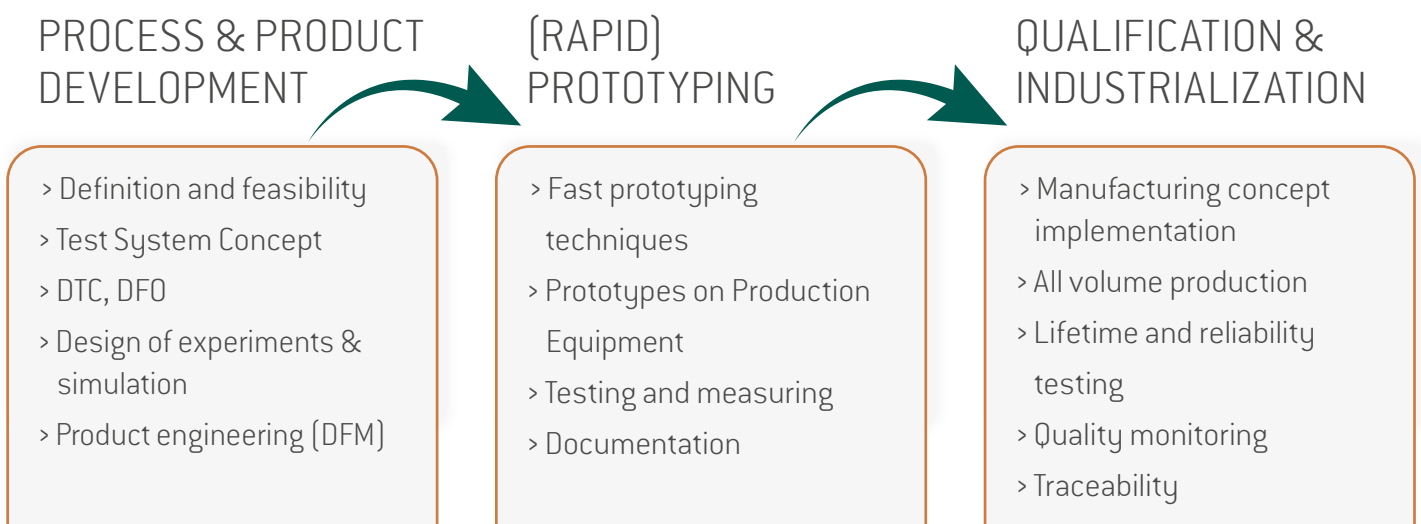 PROCESS & PRODUCT
DEVELOPMENT
> Definition and feasibility
> Test System Concept
> DTC, DFO
> Design of experiments &
simulation
> Product engineering (DFM)
(RAPID)
PROTOTYPING
> Fast prototyping
techniques
> Prototypes on Production
Equipment
> Testing and measuring
> Documentation
QUALIFICATION &
INDUSTRIALIZATION
> Manufacturing concept
implementation
> All volume production
> Lifetime and reliability
testing
> Quality monitoring
> Traceability